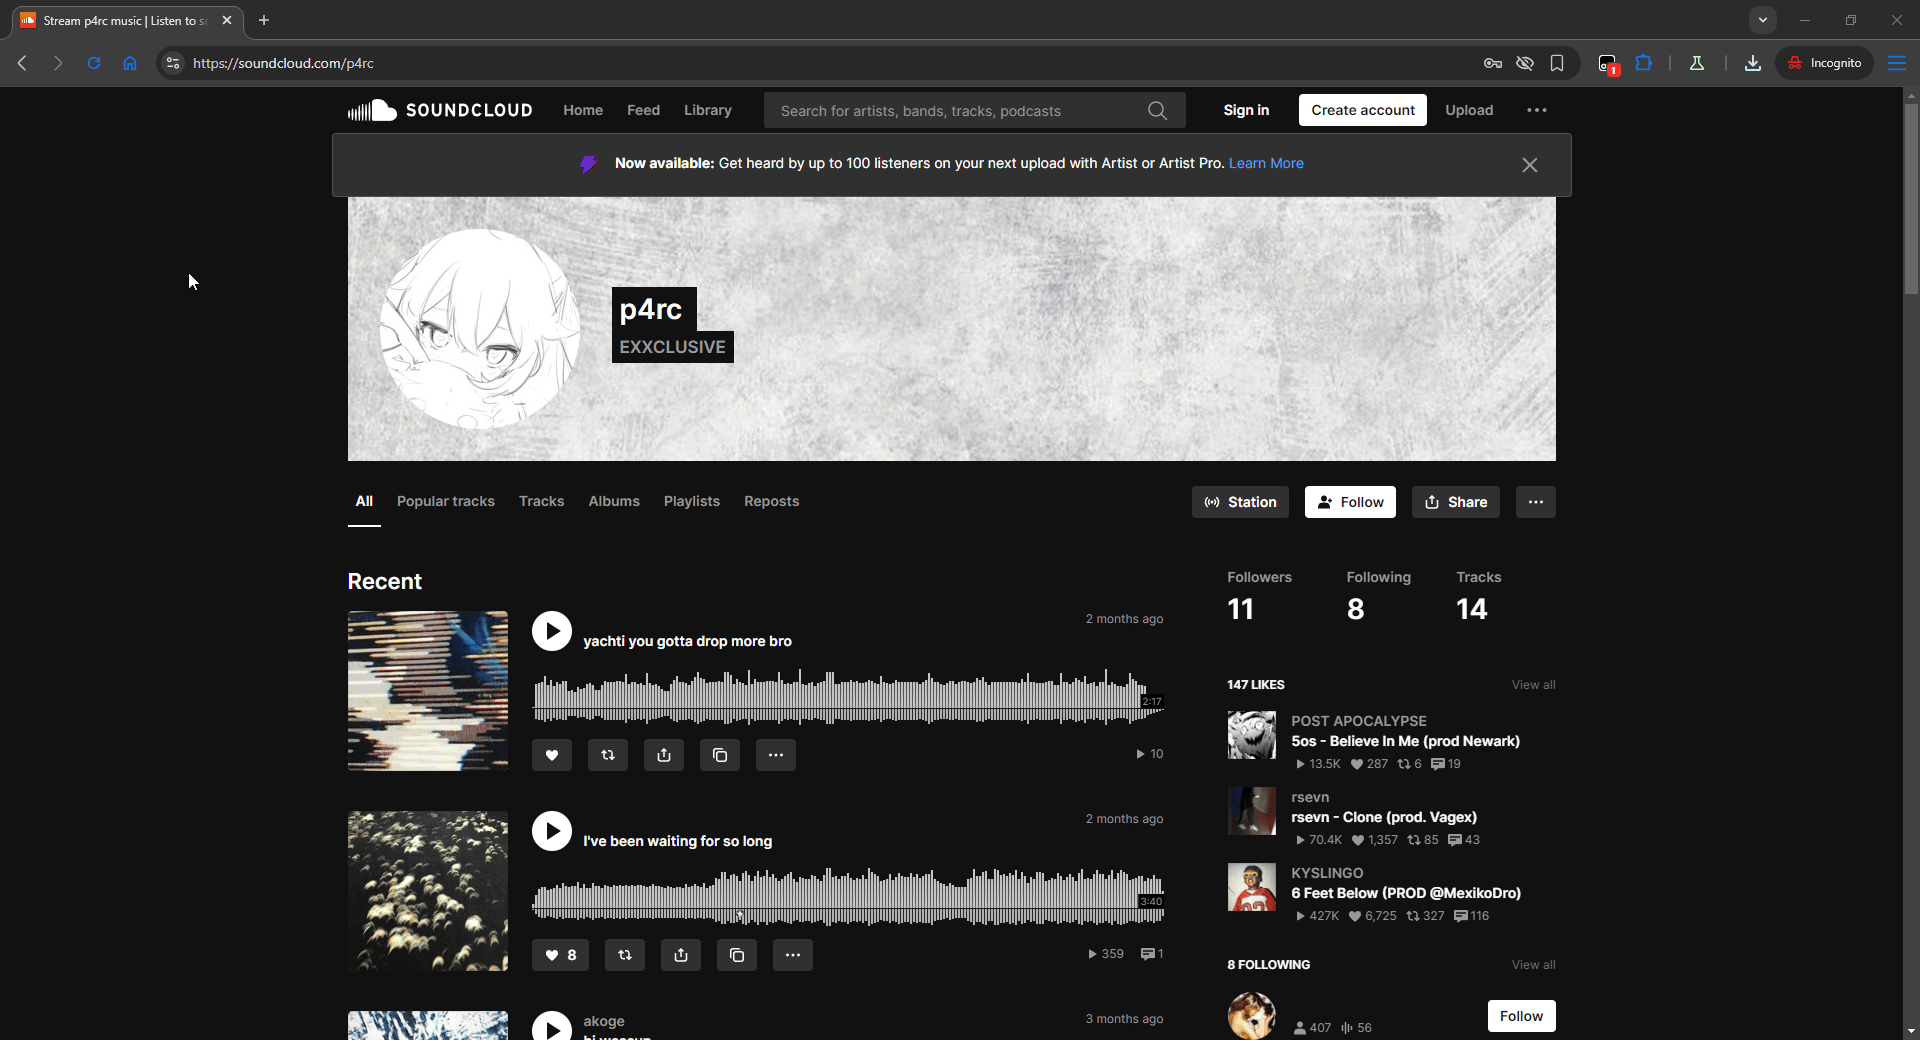 Stream p4rc music | Listen to s
https://soundcloud.com/p4rc
1
Incognito
SOUNDCLOUD
Home
Feed
Library
Search for artists, bands, tracks, podcasts
Sign in
Create account
Upload
Now available: Get heard by up to 100 listeners on your next upload with Artist or Artist Pro. Learn More
p4rc
EXXCLUSIVE
All
Popular tracks
Tracks
Albums
Playlists
Reposts
Station
Follow
Share
Recent
2 months ago
yachti you gotta drop more bro
2:17
10
2 months ago
I've been waiting for so long
3:40
8
359
1
akoge
3 months ago
Followers
Following
Tracks
11
8
14
147 LIKES
View all
POST APOCALYPSE
5os - Believe In Me (prod Newark)
13.5K 287 6 19
rsevn
rsevn - Clone (prod. Vagex)
70.4K 1,357 85 43
KYSLINGO
6 Feet Below (PROD @MexikoDro)
427K 6,725 327 116
8 FOLLOWING
View all
407 56
Follow